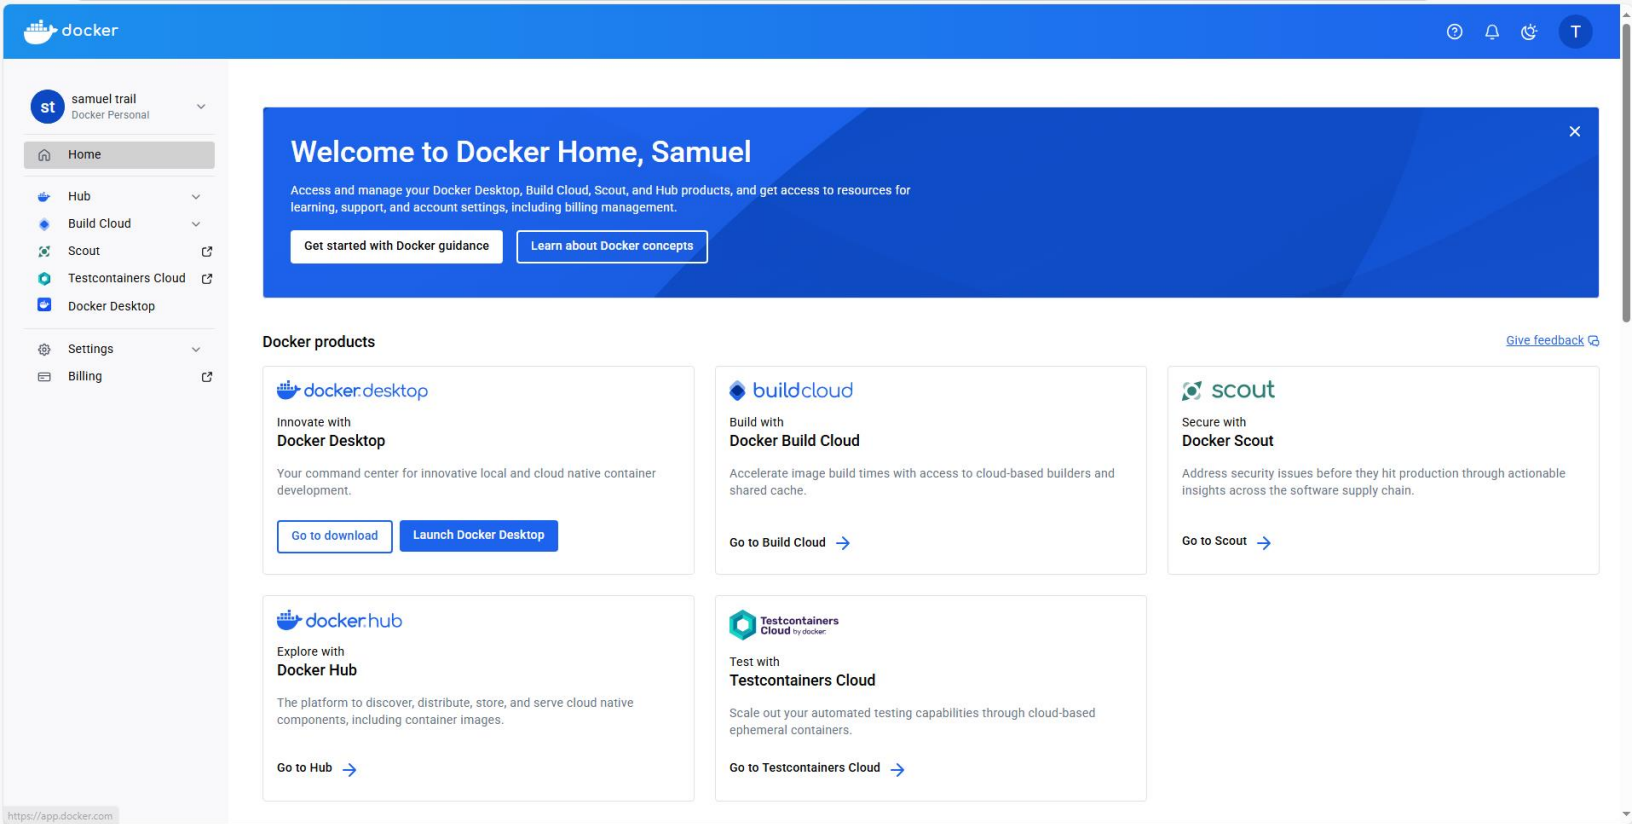 docker
T
st
samuel trail
Docker Personal
Home
Hub
Build Cloud
Scout
Testcontainers Cloud
Docker Desktop
Settings
Billing
Welcome to Docker Home, Samuel
Access and manage your Docker Desktop, Build Cloud, Scout, and Hub products, and get access to resources for
learning, support, and account settings, including billing management.
Get started with Docker guidance
Learn about Docker concepts
Docker products
Give feedback
docker.desktop
Innovate with
Docker Desktop
Your command center for innovative local and cloud native container
development.
Go to download
Launch Docker Desktop
buildcloud
Build with
Docker Build Cloud
Accelerate image build times with access to cloud-based builders and
shared cache.
Go to Build Cloud
scout
Secure with
Docker Scout
Address security issues before they hit production through actionable
insights across the software supply chain.
Go to Scout
docker.hub
Explore with
Docker Hub
The platform to discover, distribute, store, and serve cloud native
components, including container images.
Go to Hub
Testcontainers
Cloud by docker.
Test with
Testcontainers Cloud
Scale out your automated testing capabilities through cloud-based
ephemeral containers.
Go to Testcontainers Cloud
https://app.docker.com